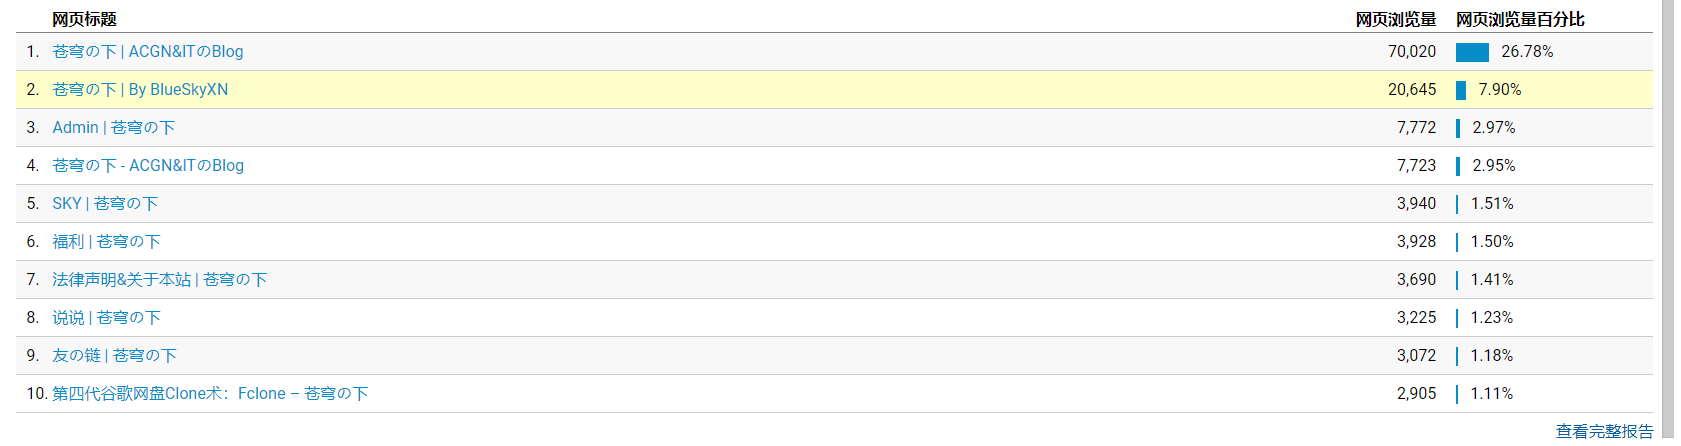 网页标题 网页浏览量 网页浏览量百分比
1. 苍穹の下 | ACGN&ITのBlog 70,020 26.78%
2. 苍穹の下 | By BlueSkyXN 20,645 7.90%
3. Admin | 苍穹の下 7,772 2.97%
4. 苍穹の下 - ACGN&ITのBlog 7,723 2.95%
5. SKY | 苍穹の下 3,940 1.51%
6. 福利 | 苍穹の下 3,928 1.50%
7. 法律声明&关于本站 | 苍穹の下 3,690 1.41%
8. 说说 | 苍穹の下 3,225 1.23%
9. 友の链 | 苍穹の下 3,072 1.18%
10. 第四代谷歌网盘Clone术：Fclone – 苍穹の下 2,905 1.11%
查看完整报告